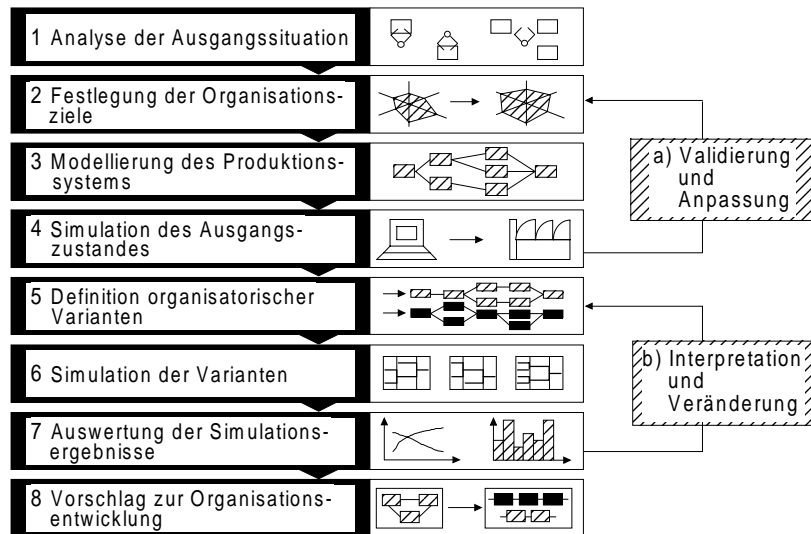 1 Analyse der Ausgangssituation
2 Festlegung der Organisations-
ziele
3 Modellierung des Produktions-
systems
4 Simulation des Ausgangs-
zustandes
5 Definition organisatorischer
Varianten
6 Simulation der Varianten
7 Auswertung der Simulations-
ergebnisse
8 Vorschlag zur Organisations-
entwicklung
a) Validierung
und
Anpassung
b) Interpretation
und
Veränderung